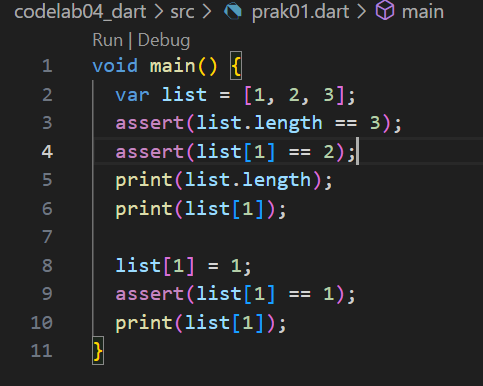 codelab04_dart > src > prak01.dart > main
Run | Debug
1 void main() {
2 var list = [1, 2, 3];
3 assert(list.length == 3);
4 assert(list[1] == 2);
5 print(list.length);
6 print(list[1]);
7
8 list[1] = 1;
9 assert(list[1] == 1);
10 print(list[1]);
11 }